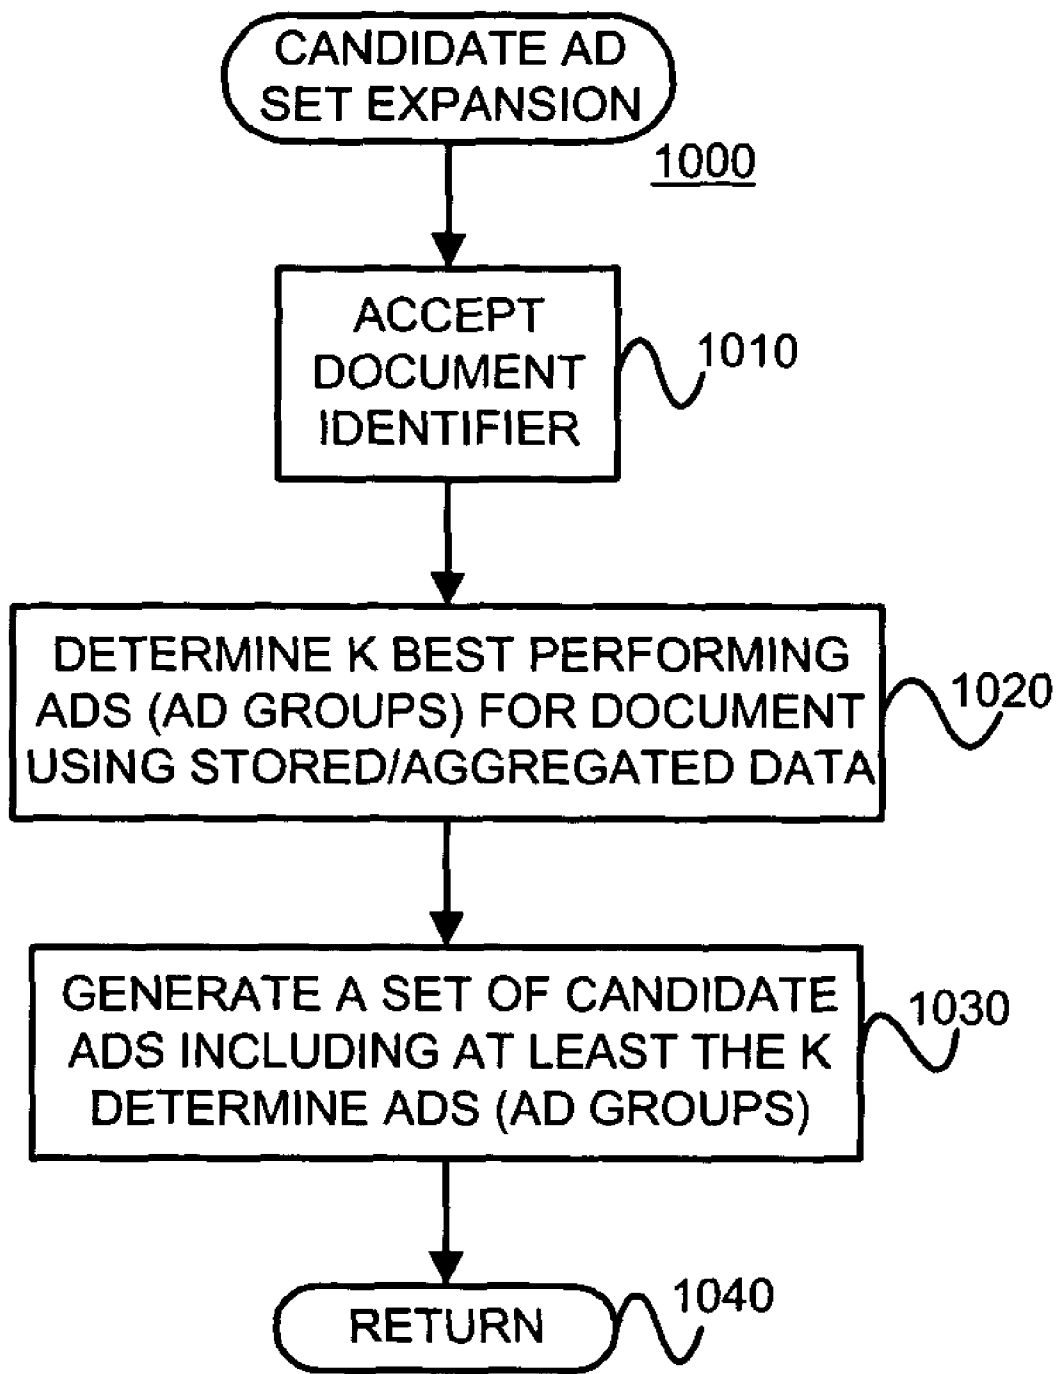 CANDIDATE AD
SET EXPANSION
1000
ACCEPT
DOCUMENT
IDENTIFIER
1010
DETERMINE K BEST PERFORMING
ADS (AD GROUPS) FOR DOCUMENT
USING STORED/AGGREGATED DATA
1020
GENERATE A SET OF CANDIDATE
ADS INCLUDING AT LEAST THE K
DETERMINE ADS (AD GROUPS)
1030
RETURN
1040